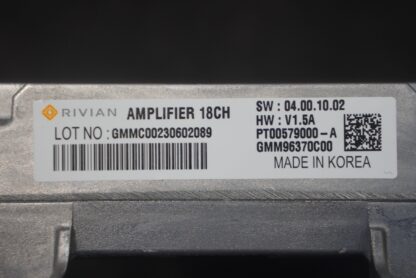 RIVIAN AMPLIFIER 18CH
LOT NO : GMMC00230602089
SW : 04.00.10.02
HW : V1.5A
PT00579000-A
GMM96370C00
MADE IN KOREA